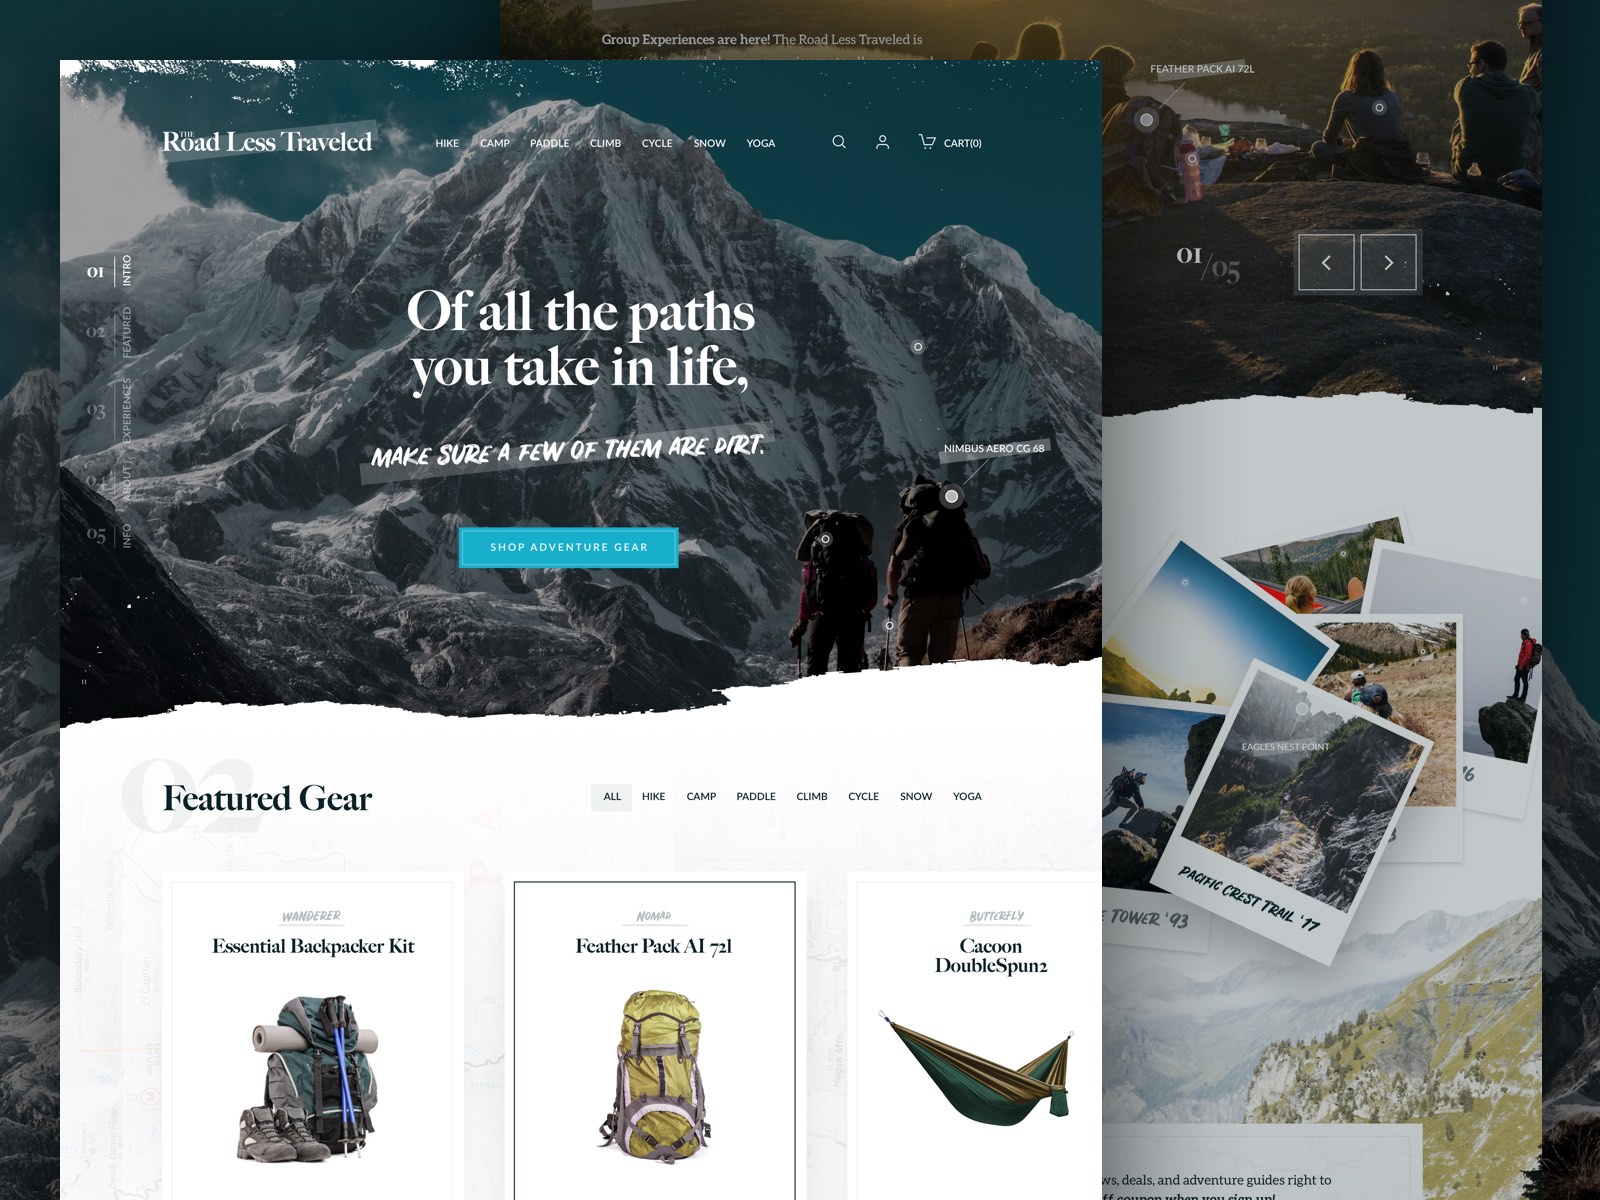 Group Experiences are here! The Road Less Traveled is
FEATHER PACK AI 72L
THE
Road Less Traveled
HIKE CAMP PADDLE CLIMB CYCLE SNOW YOGA
CART(0)
01/05
01 INTRO
02 FEATURED
03 EXPERIENCES
04 ABOUT
05 INFO
Of all the paths
you take in life,
MAKE SURE A FEW OF THEM ARE DIRT.
NIMBUS AERO CG 68
SHOP ADVENTURE GEAR
EAGLES NEST POINT
PACIFIC CREST TRAIL '17
TOWER '93
02
Featured Gear
ALL HIKE CAMP PADDLE CLIMB CYCLE SNOW YOGA
WANDERER
Essential Backpacker Kit
NOMAD
Feather Pack AI 72l
BUTTERFLY
Cacoon
DoubleSpun2
ws, deals, and adventure guides right to
ff coupon when you sign up!